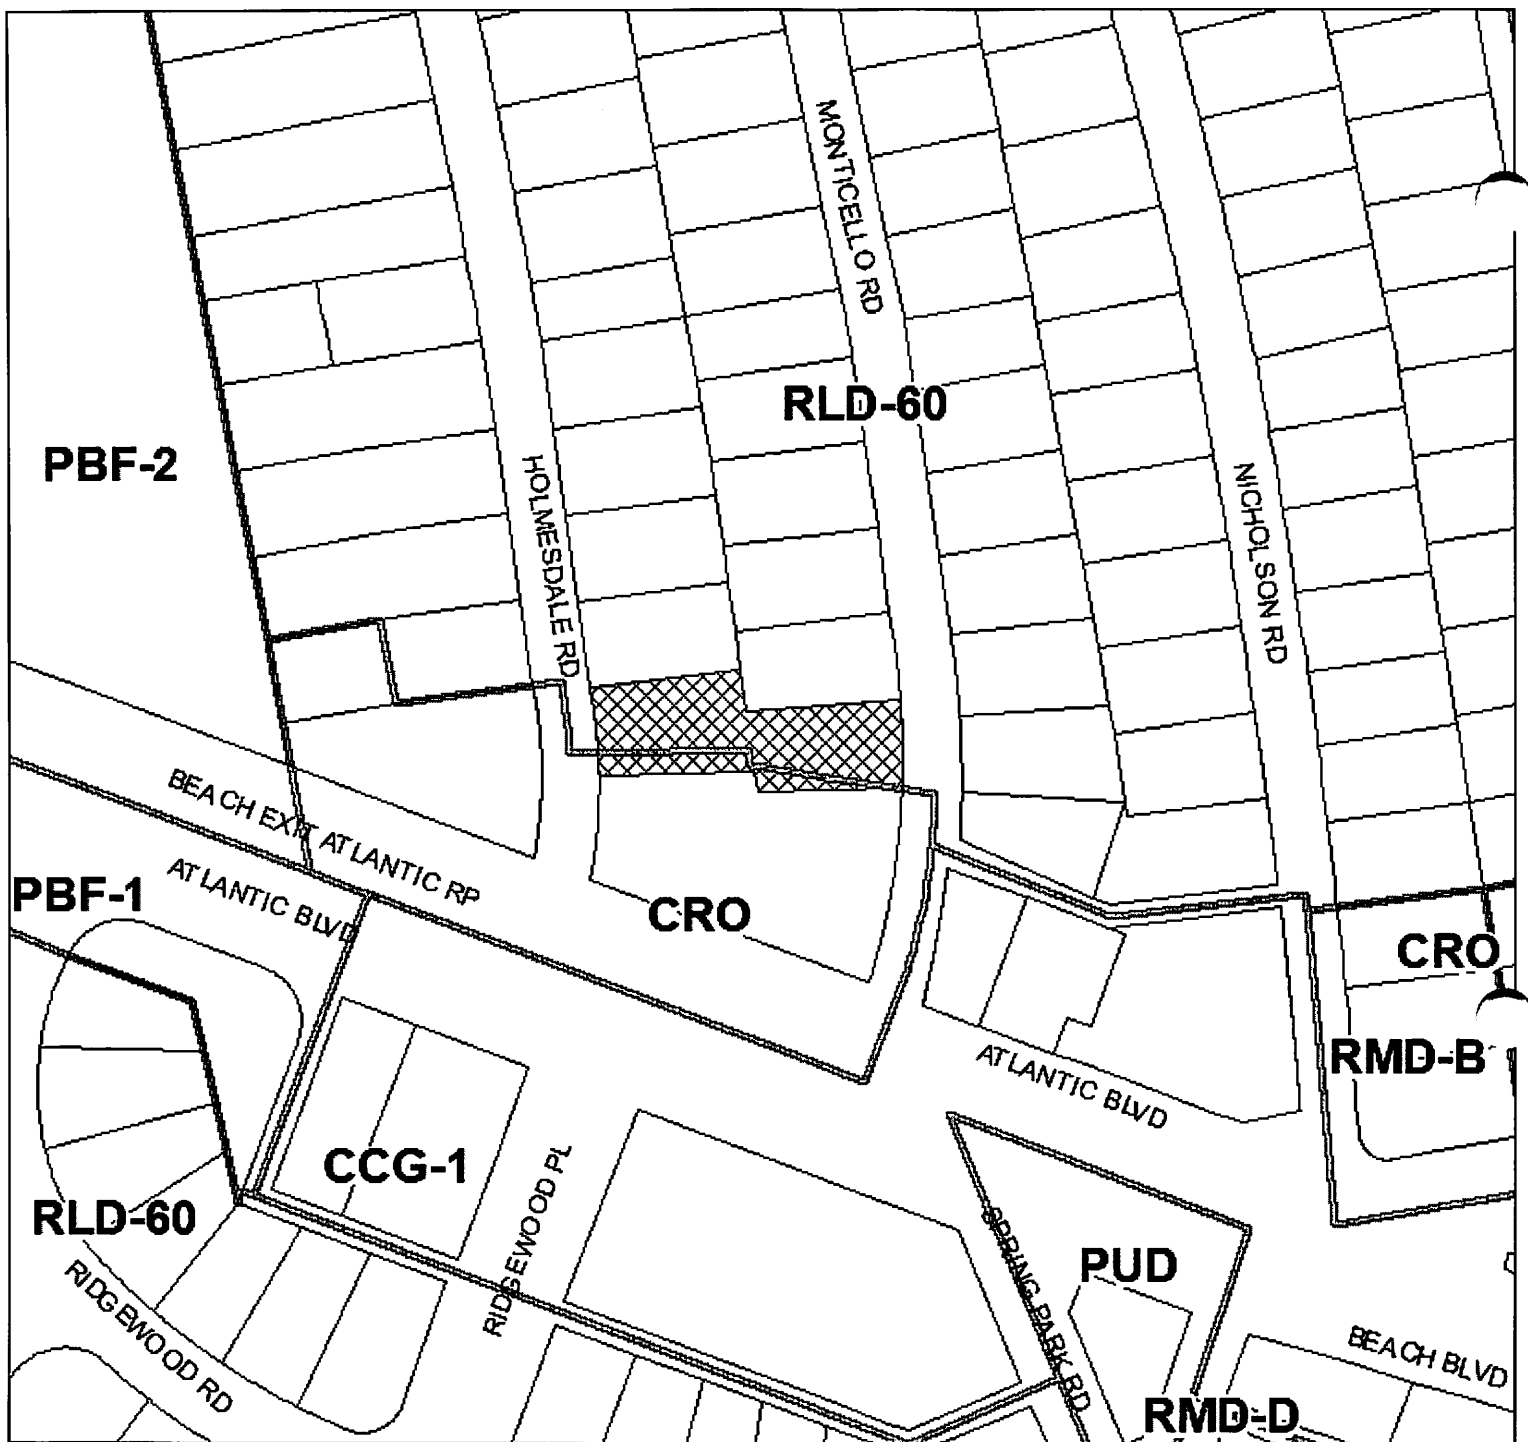 MONTICELLO RD
RLD-60
PBF-2
HOLMESDALE RD
NICHOLSON RD
BEACH EXIT ATLANTIC RP
ATLANTIC BLVD
PBF-1
CRO
CRO
RMD-B
ATLANTIC BLVD
CCG-1
RIDGEWOOD PL
RLD-60
SPRING PARK RD
PUD
RIDGEWOOD RD
BEACH BLVD
RMD-D